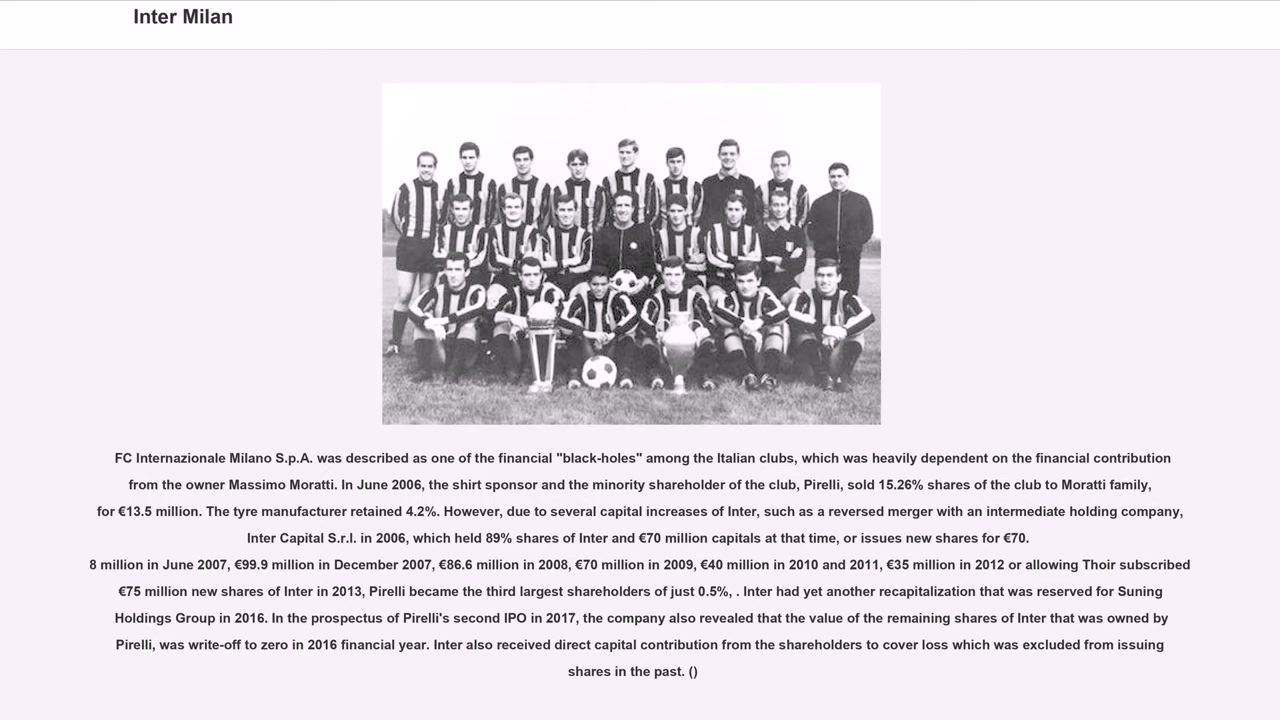 Inter Milan
FC Internazionale Milano S.p.A. was described as one of the financial "black-holes" among the Italian clubs, which was heavily dependent on the financial contribution
from the owner Massimo Moratti. In June 2006, the shirt sponsor and the minority shareholder of the club, Pirelli, sold 15.26% shares of the club to Moratti family,
for €13.5 million. The tyre manufacturer retained 4.2%. However, due to several capital increases of Inter, such as a reversed merger with an intermediate holding company,
Inter Capital S.r.l. in 2006, which held 89% shares of Inter and €70 million capitals at that time, or issues new shares for €70.
8 million in June 2007, €99.9 million in December 2007, €86.6 million in 2008, €70 million in 2009, €40 million in 2010 and 2011, €35 million in 2012 or allowing Thoir subscribed
€75 million new shares of Inter in 2013, Pirelli became the third largest shareholders of just 0.5%, . Inter had yet another recapitalization that was reserved for Suning
Holdings Group in 2016. In the prospectus of Pirelli's second IPO in 2017, the company also revealed that the value of the remaining shares of Inter that was owned by
Pirelli, was write-off to zero in 2016 financial year. Inter also received direct capital contribution from the shareholders to cover loss which was excluded from issuing
shares in the past. ()